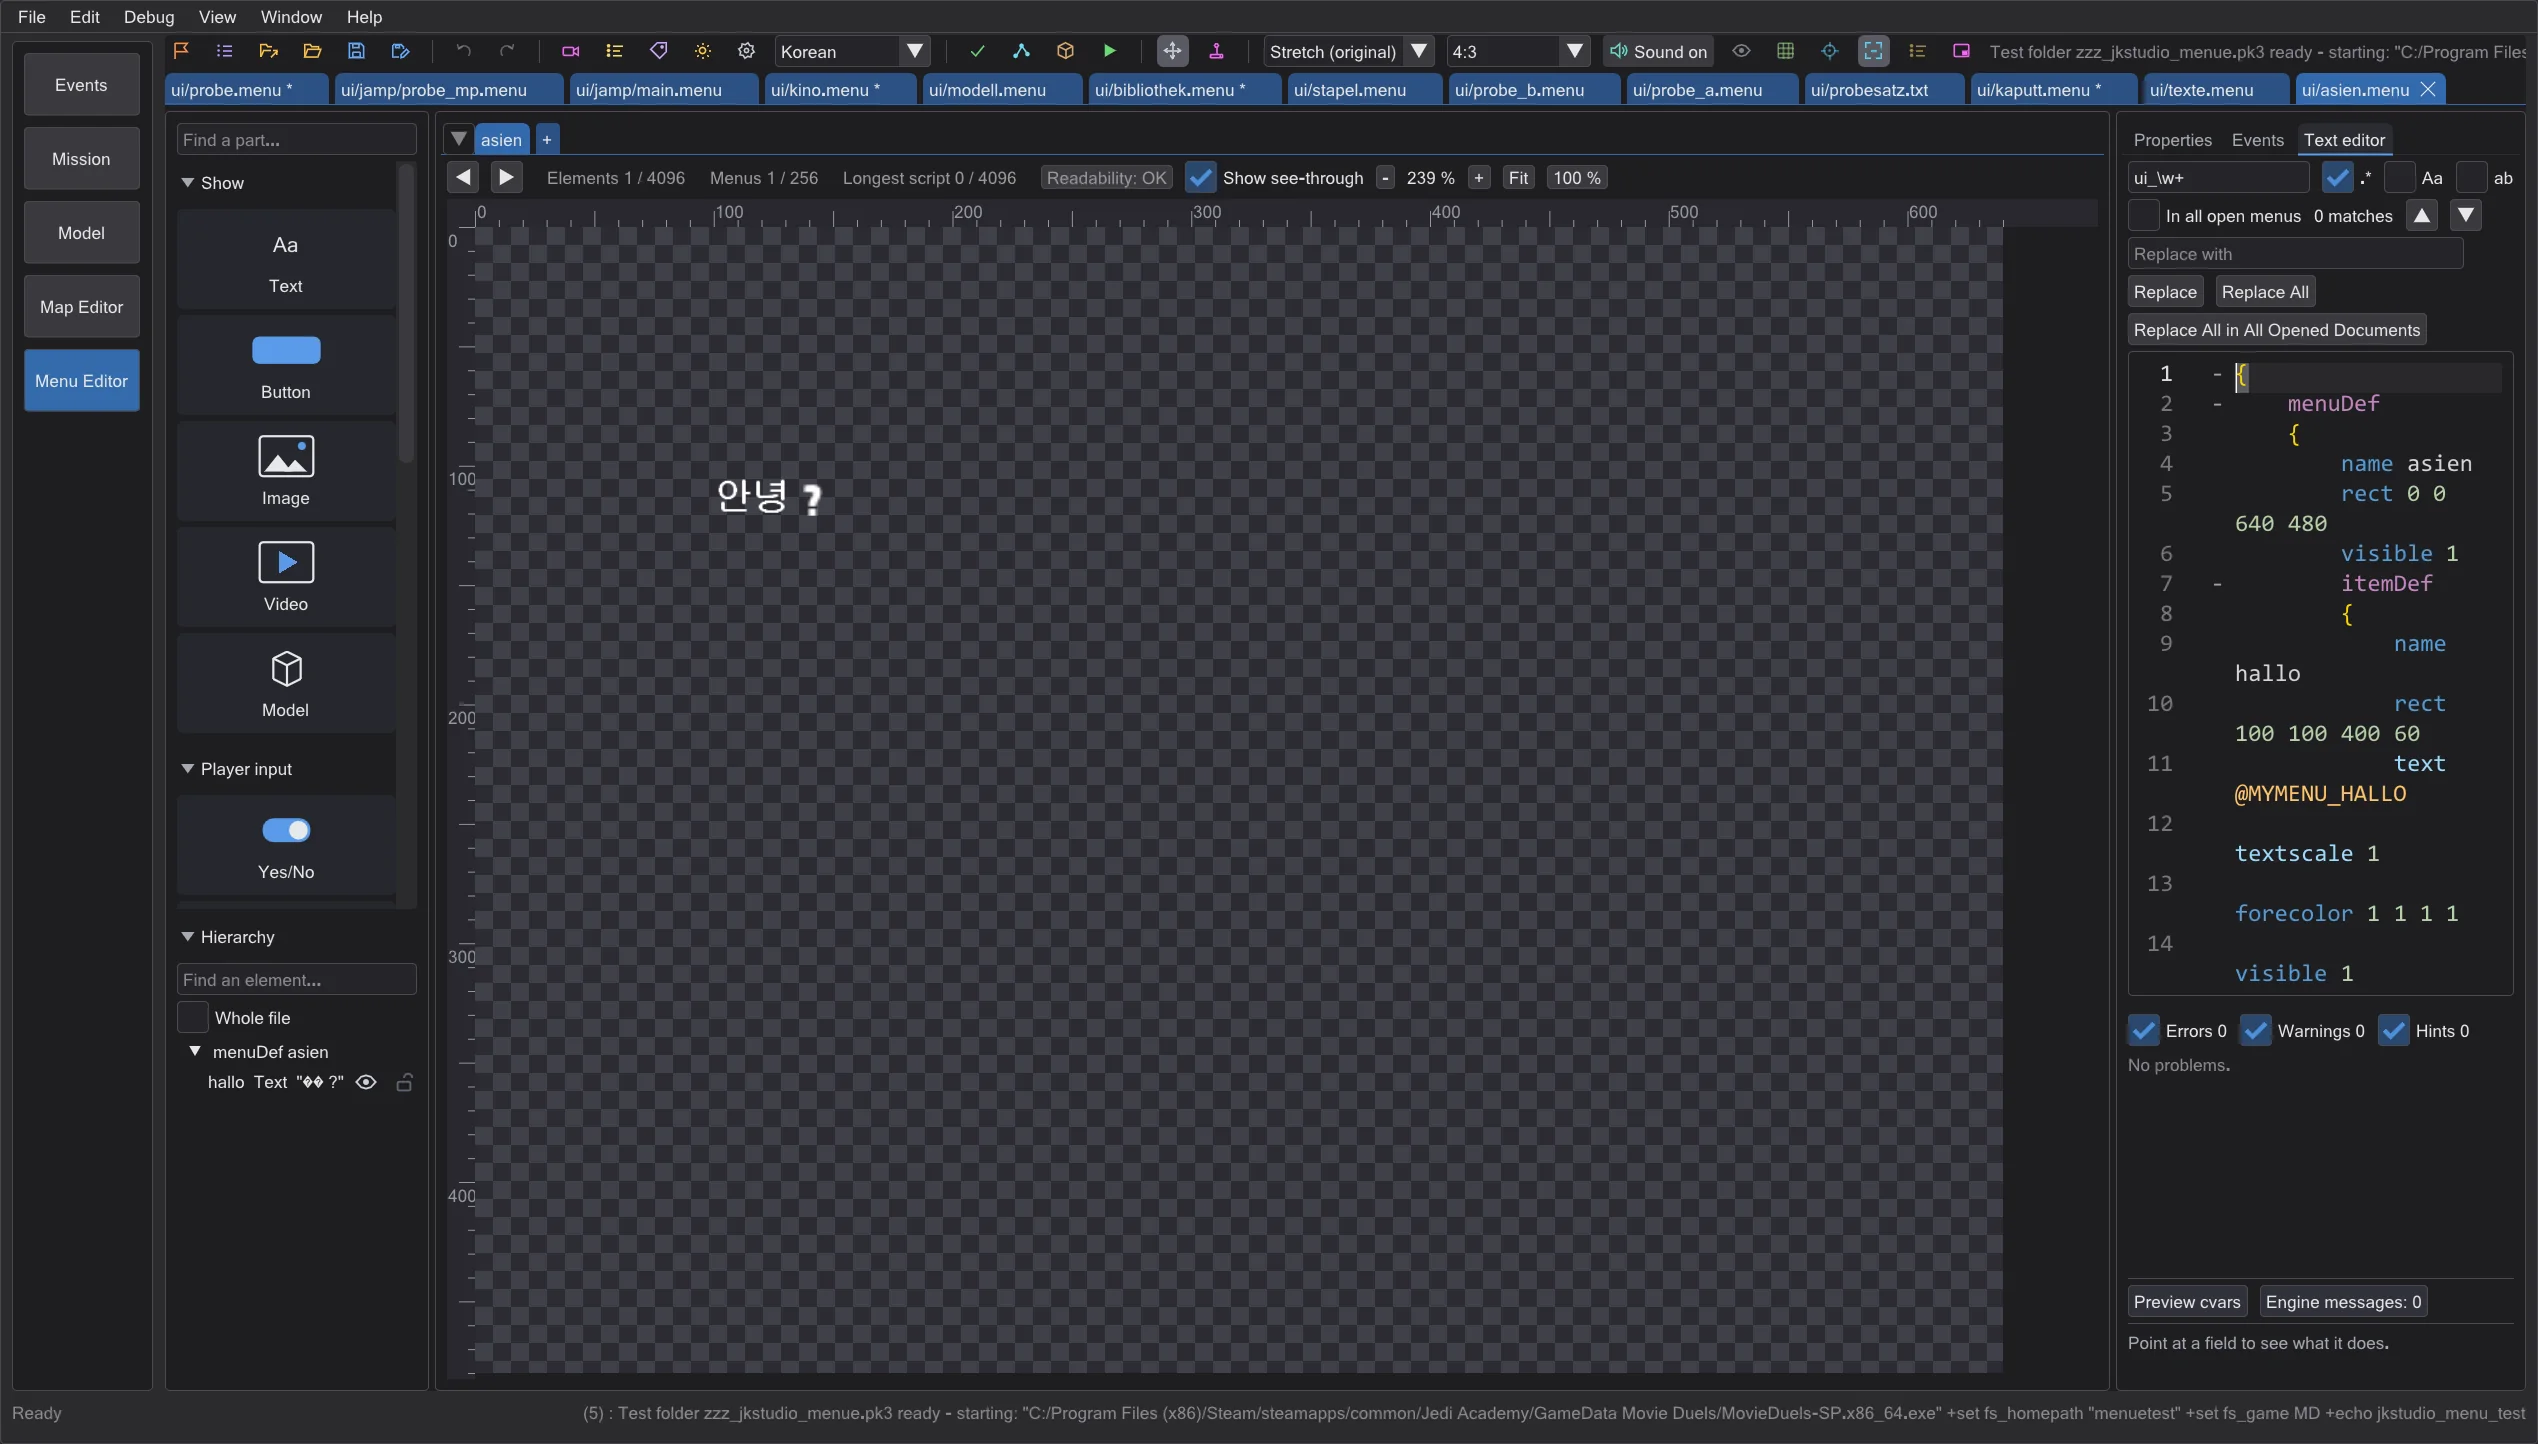 File Edit Debug View Window Help
Korean
Stretch (original)
4:3
Sound on
Test folder zzz_jkstudio_menue.pk3 ready - starting: "C:/Program Files
ui/probe.menu *
ui/jamp/probe_mp.menu
ui/jamp/main.menu
ui/kino.menu *
ui/modell.menu
ui/bibliothek.menu *
ui/stapel.menu
ui/probe_b.menu
ui/probe_a.menu
ui/probesatz.txt
ui/kaputt.menu *
ui/texte.menu
ui/asien.menu
Events
Mission
Model
Map Editor
Menu Editor
Find a part...
Show
Aa
Text
Button
Image
Video
Model
Player input
Yes/No
Hierarchy
Find an element...
Whole file
menuDef asien
hallo Text "�� ?"
asien +
Elements 1 / 4096 Menus 1 / 256 Longest script 0 / 4096 Readability: OK Show see-through - 239 % + Fit 100 %
0 100 200 300 400 500 600
0
100
200
300
400
안녕 ?
Properties Events Text editor
ui_\w+ .* Aa ab
In all open menus 0 matches
Replace with
Replace Replace All
Replace All in All Opened Documents
1 - {
2 - menuDef
3 {
4 name asien
5 rect 0 0
640 480
6 visible 1
7 - itemDef
8 {
9 name
hallo
10 rect
100 100 400 60
11 text
@MYMENU_HALLO
12
textscale 1
13
forecolor 1 1 1 1
14
visible 1
Errors 0 Warnings 0 Hints 0
No problems.
Preview cvars Engine messages: 0
Point at a field to see what it does.
Ready
(5) : Test folder zzz_jkstudio_menue.pk3 ready - starting: "C:/Program Files (x86)/Steam/steamapps/common/Jedi Academy/GameData Movie Duels/MovieDuels-SP.x86_64.exe" +set fs_homepath "menuetest" +set fs_game MD +echo jkstudio_menu_test